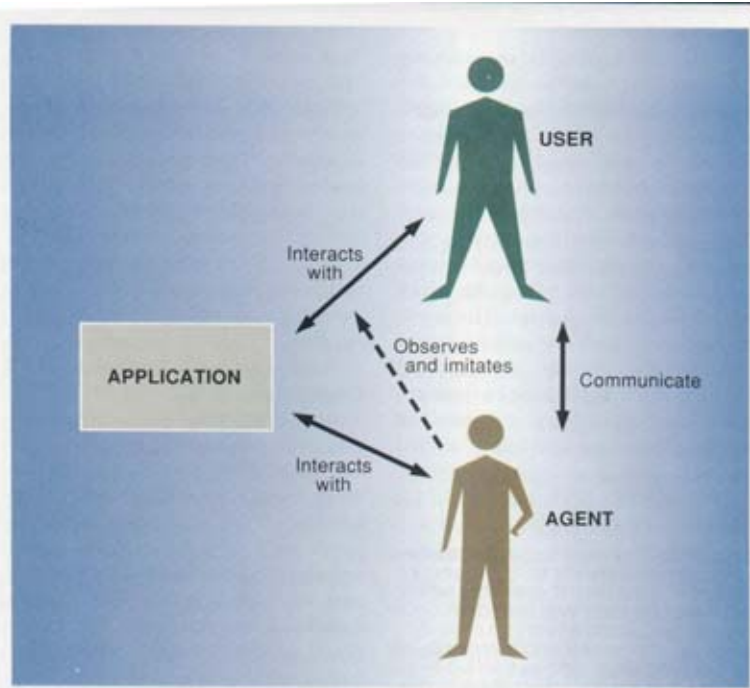 USER
Interacts
with
Observes
and imitates
APPLICATION
Communicate
Interacts
with
AGENT